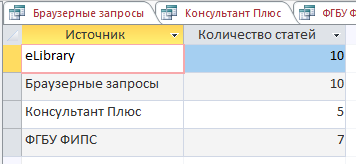 Браузерные запросы Консультант Плюс ФГБУ Ф
Источник Количество статей
eLibrary 10
Браузерные запросы 10
Консультант Плюс 5
ФГБУ ФИПС 7